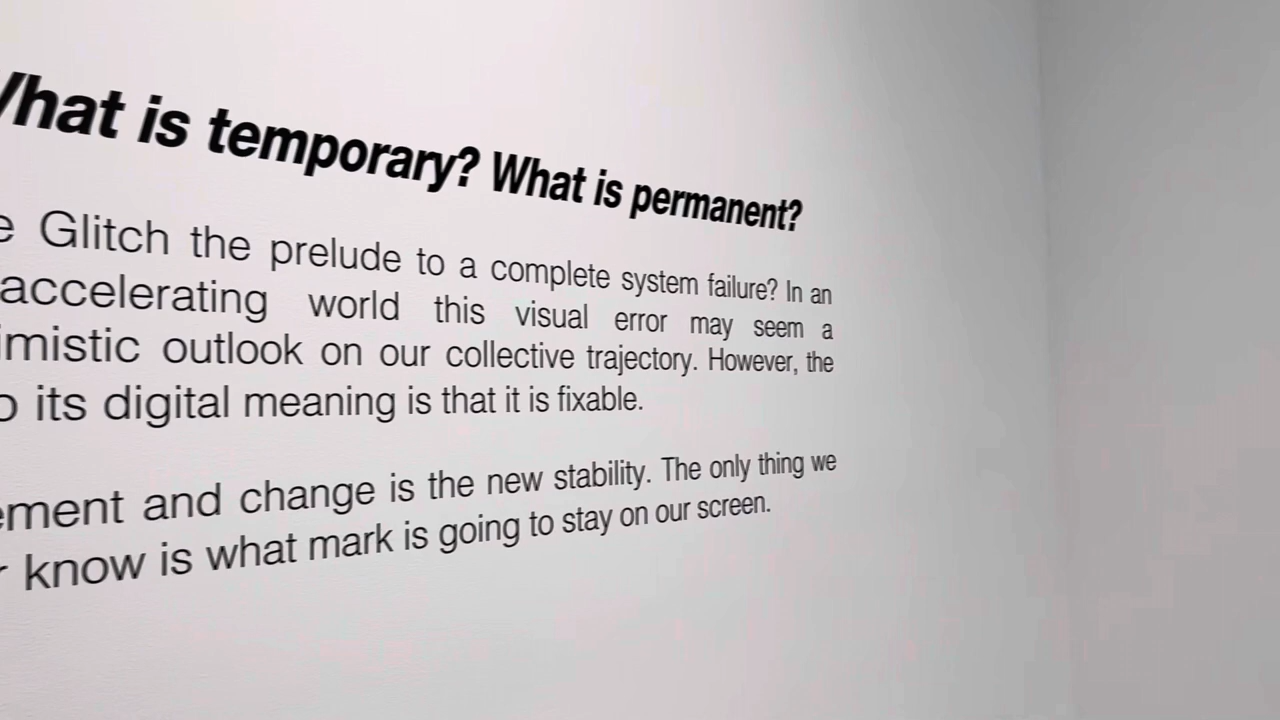 What is temporary? What is permanent?
Glitch the prelude to a complete system failure? In an
accelerating world this visual error may seem a
outlook on our collective trajectory. However, the
its digital meaning is that it is fixable.
and change is the new stability. The only thing we
know is what mark is going to stay on our screen.